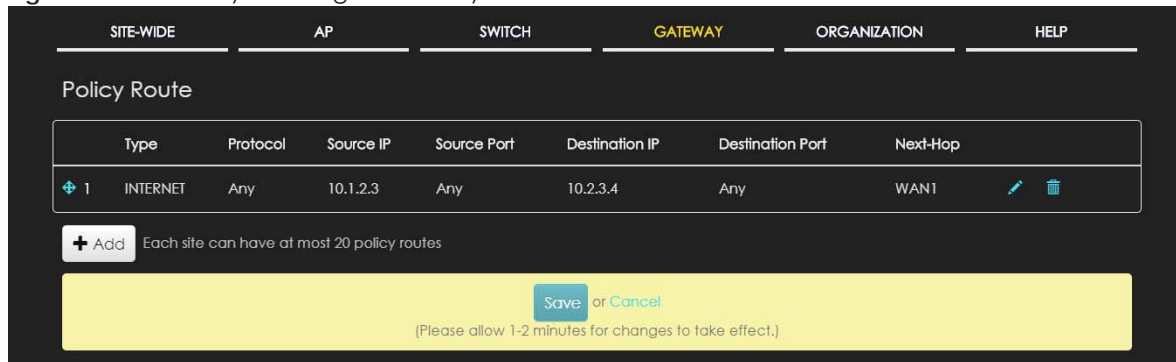 SITE-WIDE AP SWITCH GATEWAY ORGANIZATION HELP
Policy Route
Type Protocol Source IP Source Port Destination IP Destination Port Next-Hop
1 INTERNET Any 10.1.2.3 Any 10.2.3.4 Any WAN1
Add Each site can have at most 20 policy routes
Save or Cancel
(Please allow 1-2 minutes for changes to take effect.)